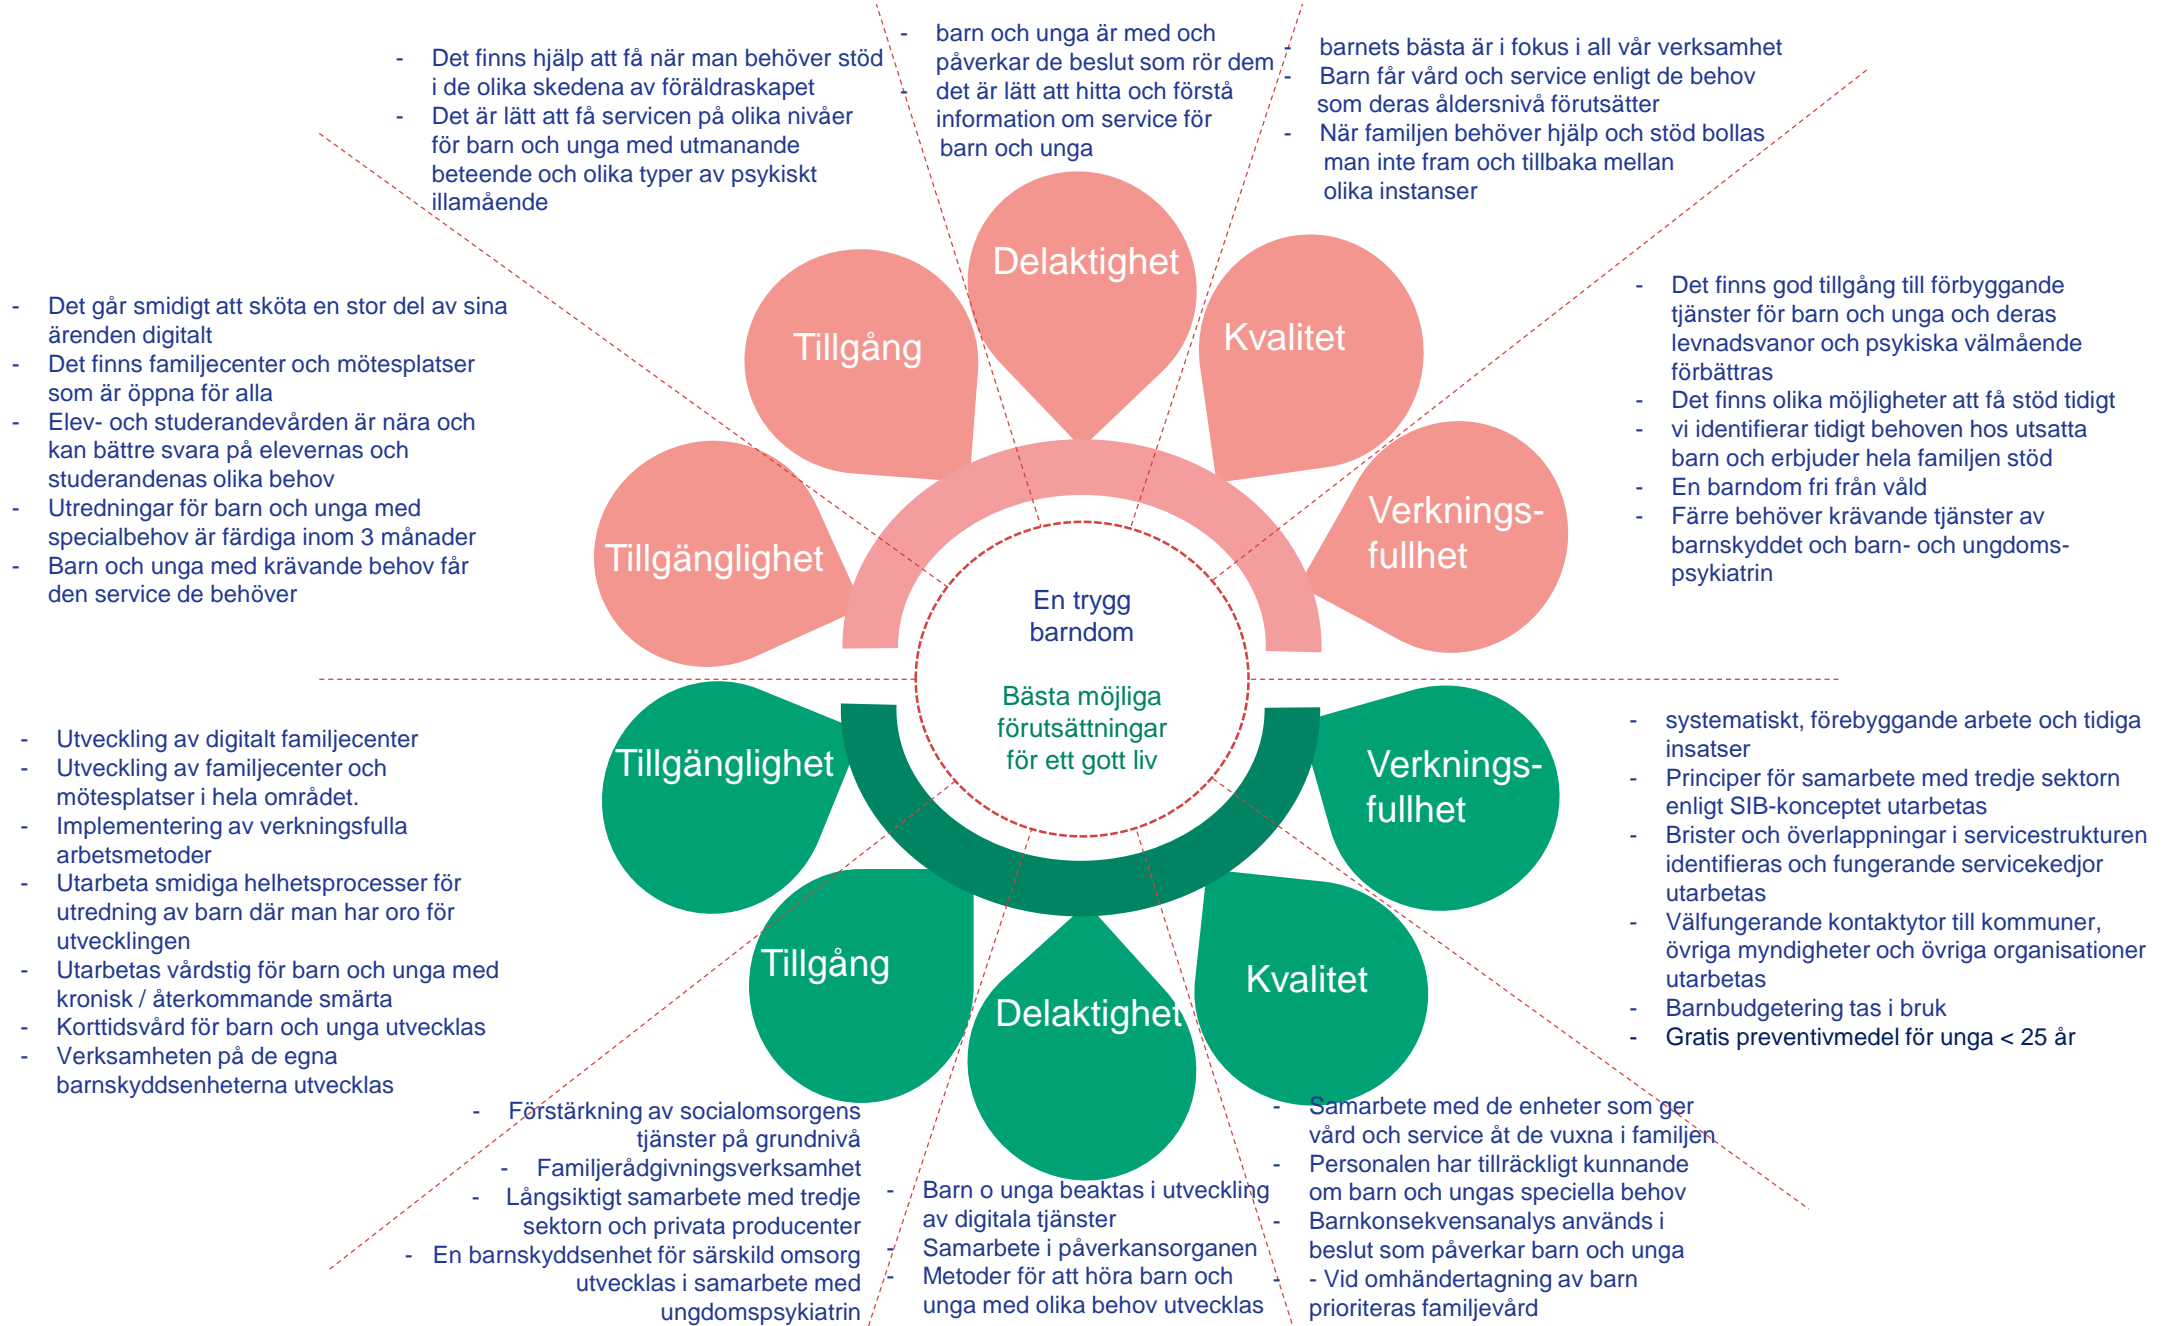 - Det finns hjälp att få när man behöver stöd
i de olika skedena av föräldraskapet
- Det är lätt att få servicen på olika nivåer
för barn och unga med utmanande
beteende och olika typer av psykiskt
illamående
- barn och unga är med och
påverkar de beslut som rör dem
- det är lätt att hitta och förstå
information om service för
barn och unga
- barnets bästa är i fokus i all vår verksamhet
- Barn får vård och service enligt de behov
som deras åldersnivå förutsätter
- När familjen behöver hjälp och stöd bollas
man inte fram och tillbaka mellan
olika instanser
- Det går smidigt att sköta en stor del av sina
ärenden digitalt
- Det finns familjecenter och mötesplatser
som är öppna för alla
- Elev- och studerandevården är nära och
kan bättre svara på elevernas och
studerandenas olika behov
- Utredningar för barn och unga med
specialbehov är färdiga inom 3 månader
- Barn och unga med krävande behov får
den service de behöver
Tillgänglighet
Tillgång
Delaktighet
Kvalitet
Verknings-
fullhet
- Det finns god tillgång till förbyggande
tjänster för barn och unga och deras
levnadsvanor och psykiska välmående
förbättras
- Det finns olika möjligheter att få stöd tidigt
- vi identifierar tidigt behoven hos utsatta
barn och erbjuder hela familjen stöd
- En barndom fri från våld
- Färre behöver krävande tjänster av
barnskyddet och barn- och ungdoms-
psykiatrin
En trygg
barndom
Bästa möjliga
förutsättningar
för ett gott liv
- Utveckling av digitalt familjecenter
- Utveckling av familjecenter och
mötesplatser i hela området.
- Implementering av verkningsfulla
arbetsmetoder
- Utarbeta smidiga helhetsprocesser för
utredning av barn där man har oro för
utvecklingen
- Utarbetas vårdstig för barn och unga med
kronisk / återkommande smärta
- Korttidsvård för barn och unga utvecklas
- Verksamheten på de egna
barnskyddsenheterna utvecklas
Tillgänglighet
Tillgång
Delaktighet
Kvalitet
Verknings-
fullhet
- systematiskt, förebyggande arbete och tidiga
insatser
- Principer för samarbete med tredje sektorn
enligt SIB-konceptet utarbetas
- Brister och överlappningar i servicestrukturen
identifieras och fungerande servicekedjor
utarbetas
- Välfungerande kontaktytor till kommuner,
övriga myndigheter och övriga organisationer
utarbetas
- Barnbudgetering tas i bruk
- Gratis preventivmedel för unga < 25 år
- Förstärkning av socialomsorgens
tjänster på grundnivå
- Familjerådgivningsverksamhet
- Långsiktigt samarbete med tredje
sektorn och privata producenter
- En barnskyddsenhet för särskild omsorg
utvecklas i samarbete med
ungdomspsykiatrin
- Barn o unga beaktas i utveckling
av digitala tjänster
- Samarbete i påverkansorganen
- Metoder för att höra barn och
unga med olika behov utvecklas
- Samarbete med de enheter som ger
vård och service åt de vuxna i familjen
- Personalen har tillräckligt kunnande
om barn och ungas speciella behov
- Barnkonsekvensanalys används i
beslut som påverkar barn och unga
- - Vid omhändertagning av barn
prioriteras familjevård